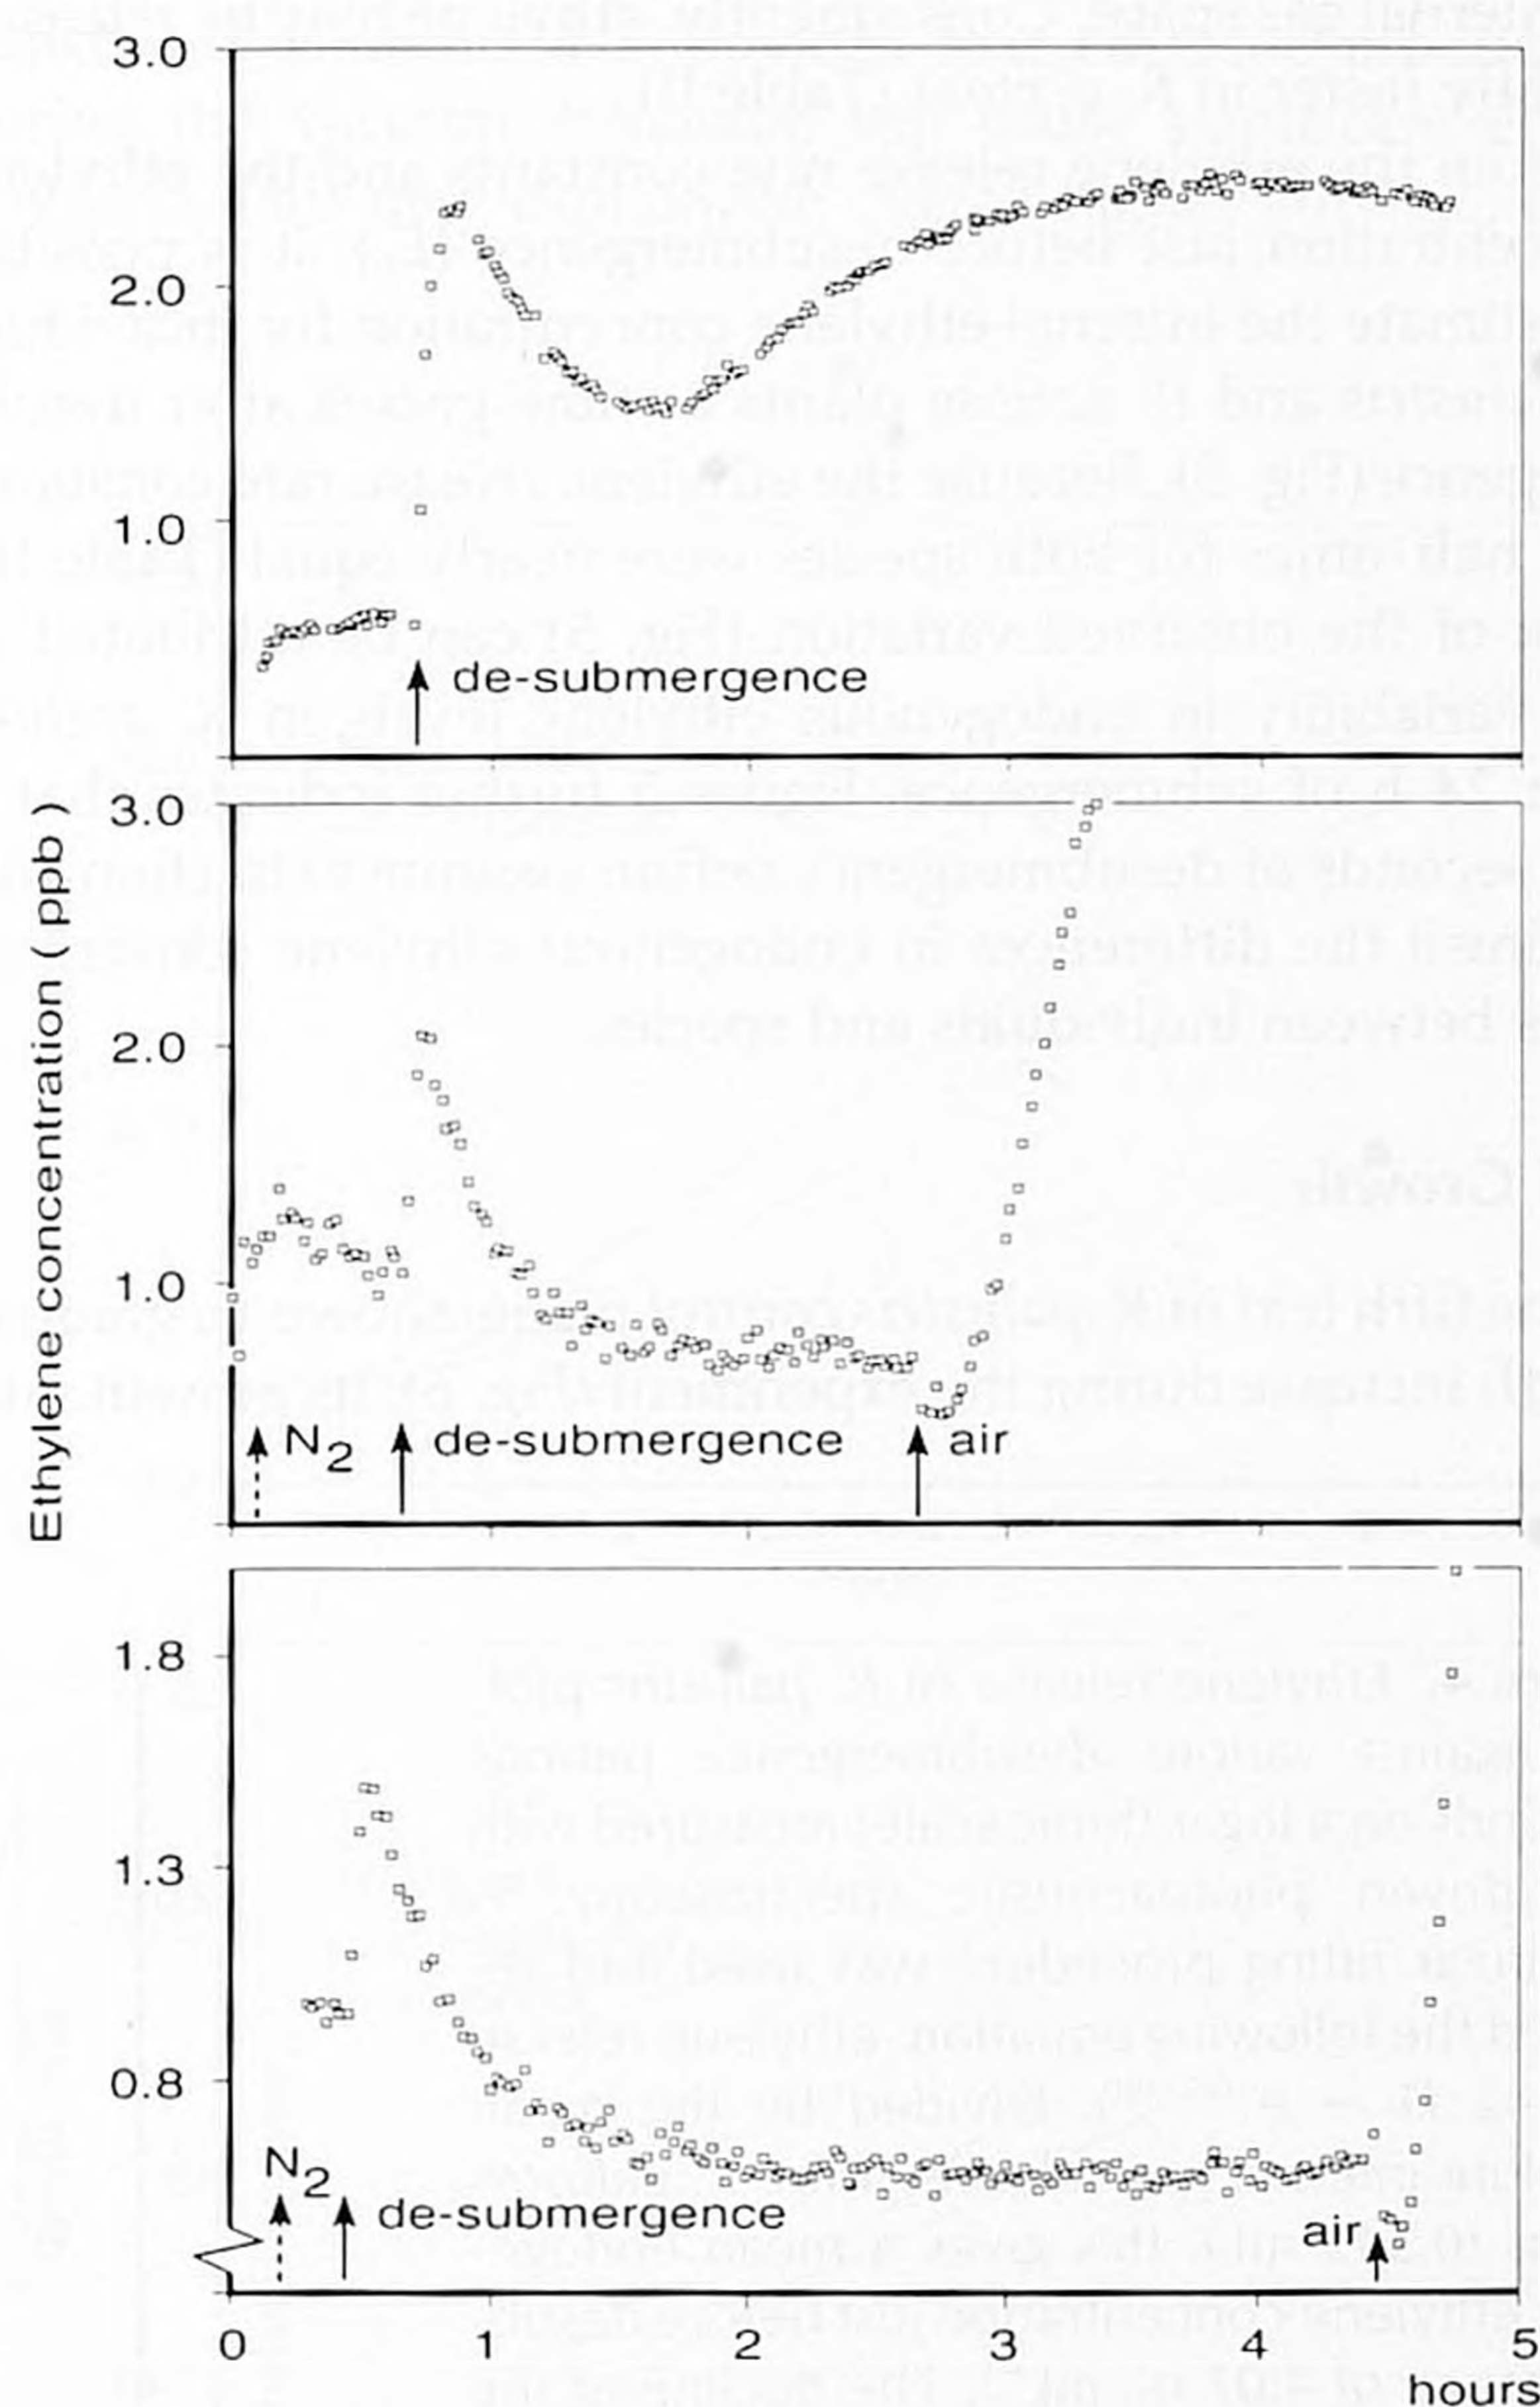 3.0
2.0
1.0
de-submergence
Ethylene concentration ( ppb )
3.0
2.0
1.0
N2
de-submergence
air
1.8
1.3
0.8
N2
de-submergence
air
0 1 2 3 4 5
hours